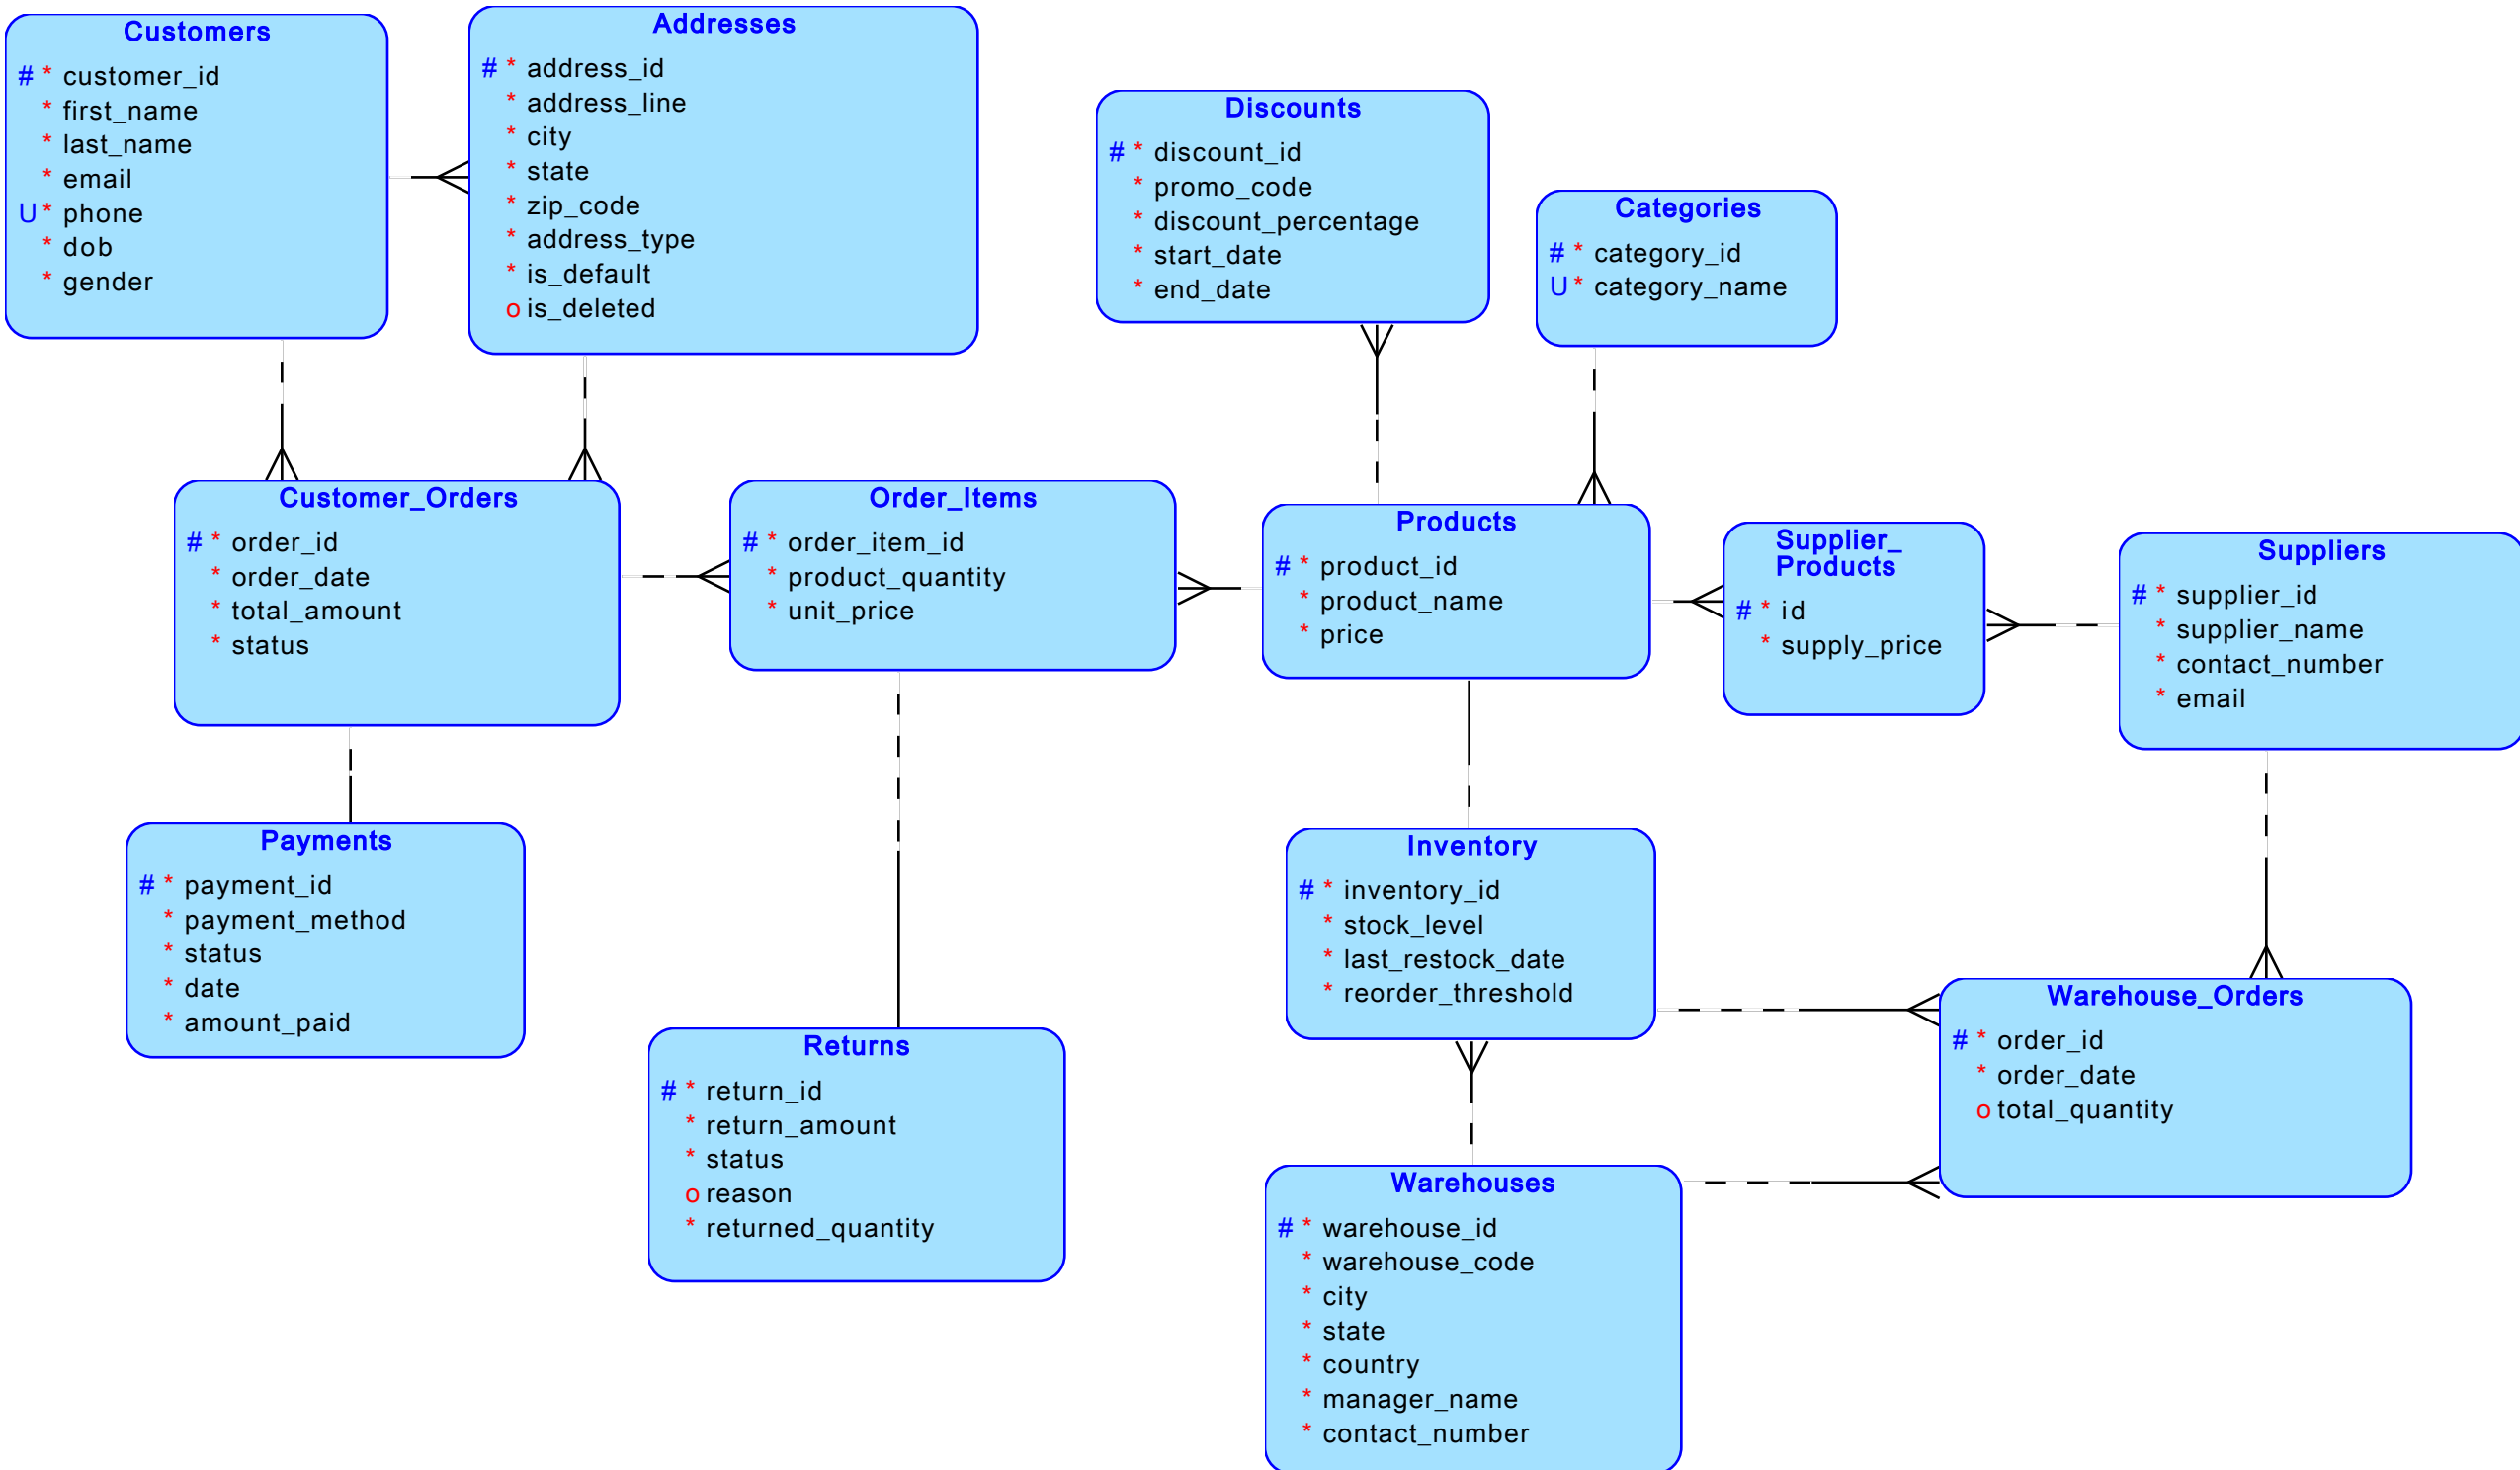 Customers
# * customer_id
* first_name
* last_name
* email
U * phone
* dob
* gender
Addresses
# * address_id
* address_line
* city
* state
* zip_code
* address_type
* is_default
o is_deleted
Discounts
# * discount_id
* promo_code
* discount_percentage
* start_date
* end_date
Categories
# * category_id
U * category_name
Customer_Orders
# * order_id
* order_date
* total_amount
* status
Order_Items
# * order_item_id
* product_quantity
* unit_price
Products
# * product_id
* product_name
* price
Supplier_
Products
# * id
* supply_price
Suppliers
# * supplier_id
* supplier_name
* contact_number
* email
Payments
# * payment_id
* payment_method
* status
* date
* amount_paid
Returns
# * return_id
* return_amount
* status
o reason
* returned_quantity
Inventory
# * inventory_id
* stock_level
* last_restock_date
* reorder_threshold
Warehouse_Orders
# * order_id
* order_date
o total_quantity
Warehouses
# * warehouse_id
* warehouse_code
* city
* state
* country
* manager_name
* contact_number